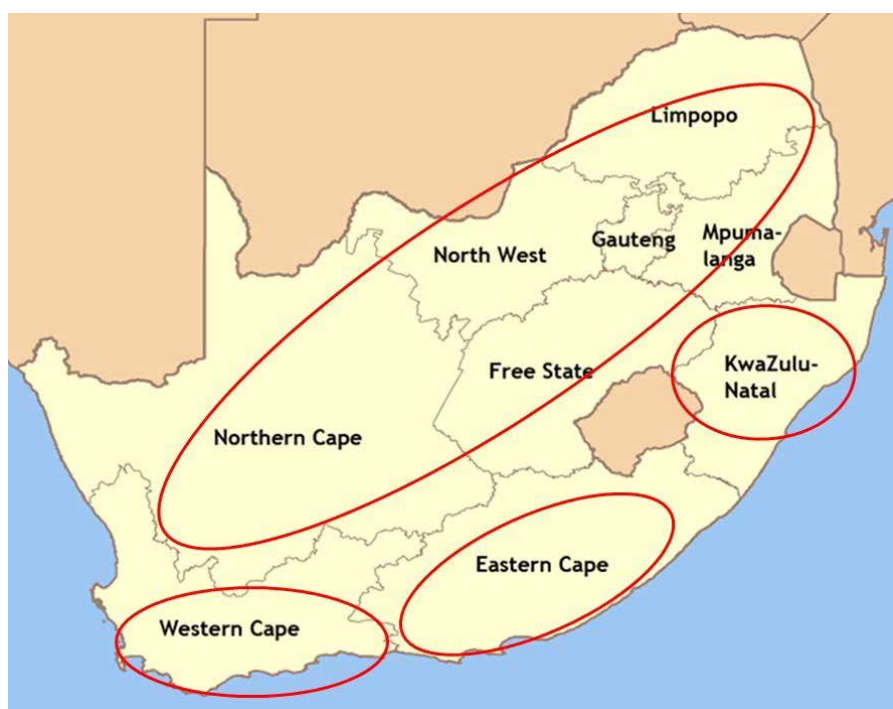 Limpopo
North West
Gauteng
Mpuma-
langa
Free State
KwaZulu-
Natal
Northern Cape
Eastern Cape
Western Cape